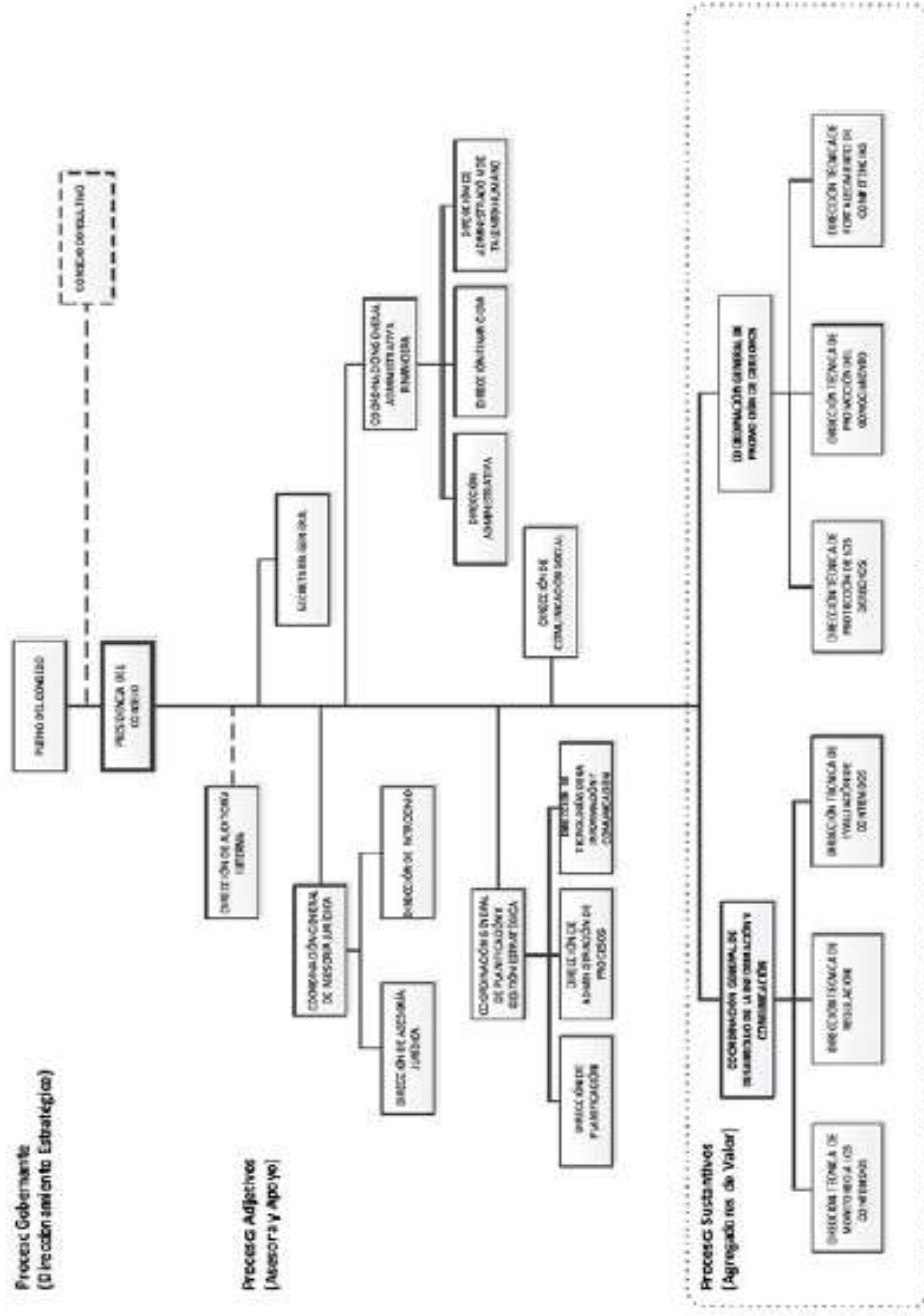 Proceso Gobernante
(Direccionamiento Estratégico)
PLENO DEL CONSEJO
CONSEJO CONSULTIVO
PRESIDENCIA DEL
CONSEJO
DIRECCIÓN DE AUDITORÍA
INTERNA
SECRETARÍA GENERAL
Procesos Adjetivos
(Asesora y Apoyo)
COORDINACIÓN GENERAL
DE ASESORÍA JURÍDICA
DIRECCIÓN DE ASESORÍA
JURÍDICA
DIRECCIÓN DE PATROCINIO
COORDINACIÓN GENERAL
ADMINISTRATIVA
FINANCIERA
DIRECCIÓN
ADMINISTRATIVA
DIRECCIÓN FINANCIERA
DIRECCIÓN DE
TALENTO HUMANO
COORDINACIÓN GENERAL
DE PLANIFICACIÓN Y
GESTIÓN ESTRATÉGICA
DIRECCIÓN DE
PLANIFICACIÓN
DIRECCIÓN DE
ADMINISTRACIÓN DE
PROCESOS
DIRECCIÓN DE
TECNOLOGÍAS DE LA
INFORMACIÓN Y
COMUNICACIÓN
DIRECCIÓN DE
COMUNICACIÓN SOCIAL
Procesos Sustantivos
(Agregadores de Valor)
COORDINACIÓN GENERAL DE
DESARROLLO DE LA INFORMACIÓN Y
COMUNICACIÓN
DIRECCIÓN TÉCNICA DE
MONITOREO A LOS
CONTENIDOS
DIRECCIÓN TÉCNICA DE
REGULACIÓN
DIRECCIÓN TÉCNICA DE
EVALUACIÓN DE
CONTENIDOS
COORDINACIÓN GENERAL DE
PROMOCIÓN DE DERECHOS
DIRECCIÓN TÉCNICA DE
PROTECCIÓN DE LOS
DERECHOS
DIRECCIÓN TÉCNICA DE
PROMOCIÓN DEL
CONOCIMIENTO
DIRECCIÓN TÉCNICA DE
FORTALECIMIENTO DE
COMPETENCIAS